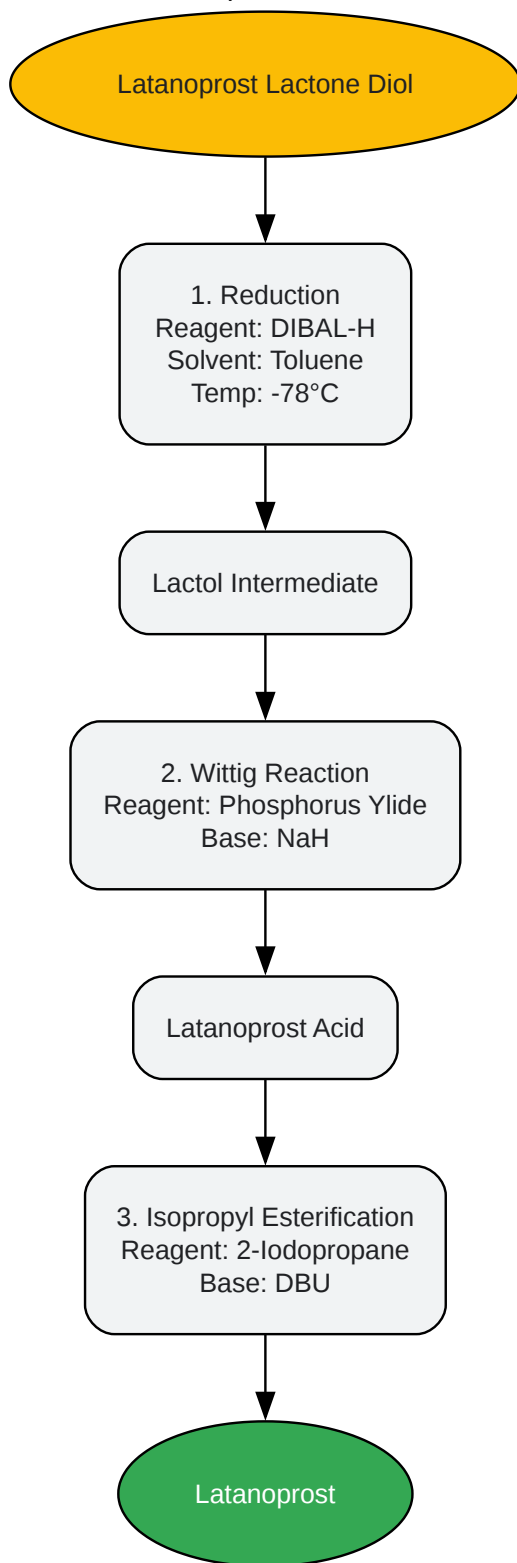 Latanoprost Lactone Diol
1. Reduction
Reagent: DIBAL-H
Solvent: Toluene
Temp: -78°C
Lactol Intermediate
2. Wittig Reaction
Reagent: Phosphorus Ylide
Base: NaH
Latanoprost Acid
3. Isopropyl Esterification
Reagent: 2-Iodopropane
Base: DBU
Latanoprost